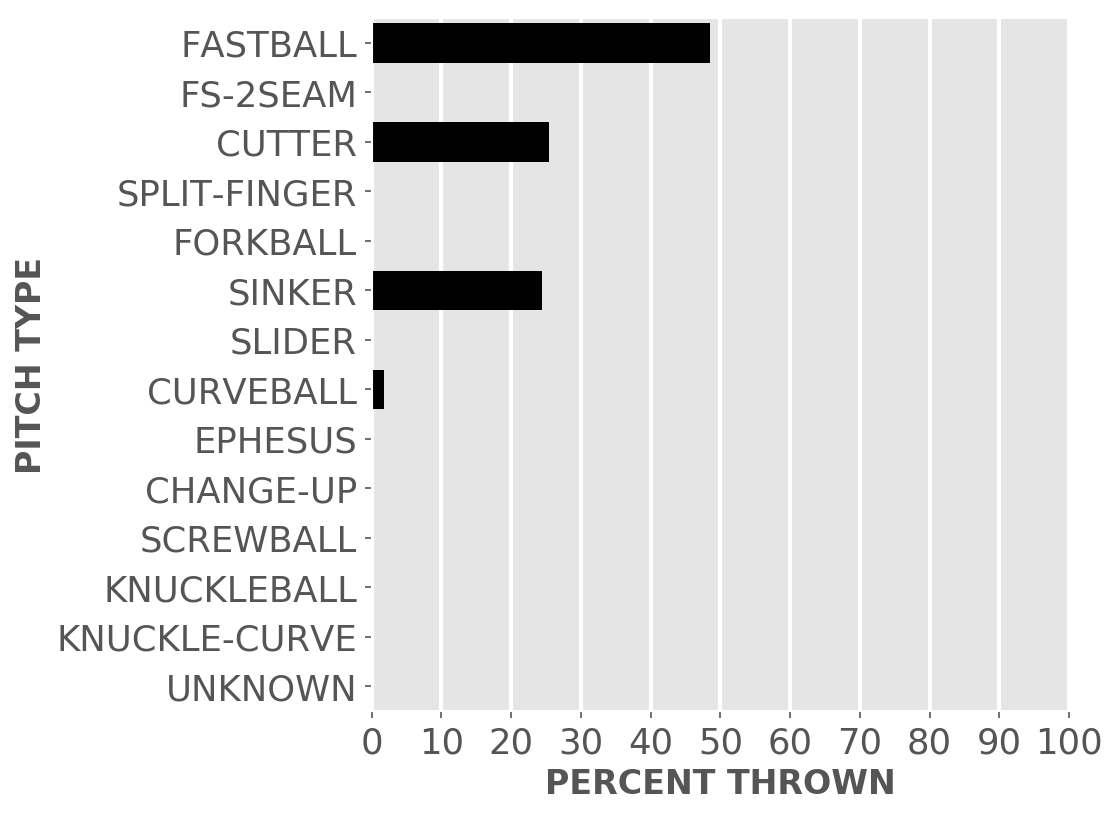 FASTBALL
FS-2SEAM
CUTTER
SPLIT-FINGER
FORKBALL
SINKER
SLIDER
CURVEBALL
EPHESUS
CHANGE-UP
SCREWBALL
KNUCKLEBALL
KNUCKLE-CURVE
UNKNOWN
PITCH TYPE
0 10 20 30 40 50 60 70 80 90 100
PERCENT THROWN